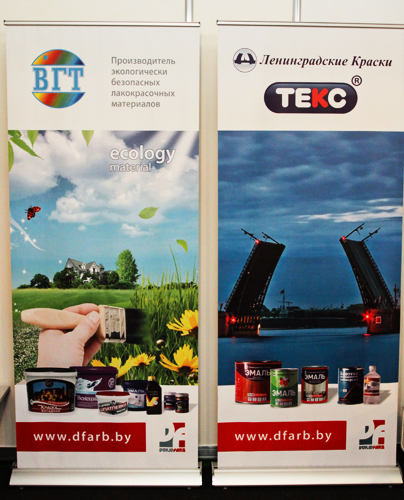 ВГТ
Производитель
экологически
безопасных
лакокрасочных
материалов
ecology
material
www.dfarb.by
Ленинградские Краски
ТЕКС®
ЭМАЛЬ
ЭМАЛЬ
ЭМАЛЬ
www.dfarb.by